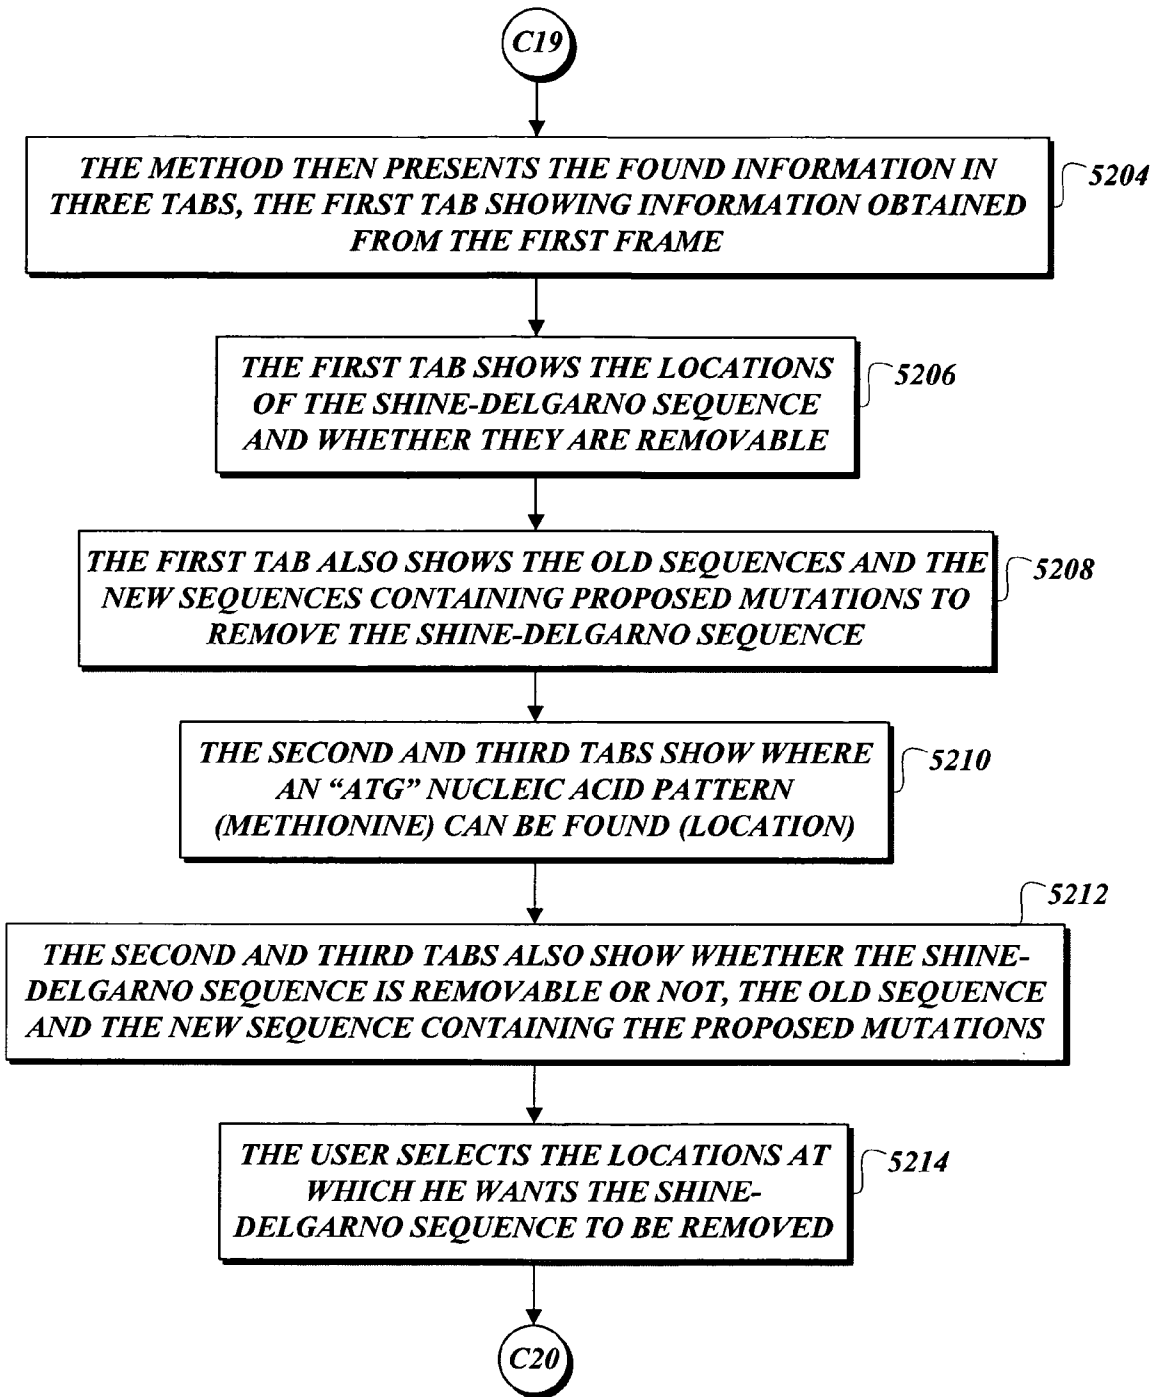 C19
THE METHOD THEN PRESENTS THE FOUND INFORMATION IN
THREE TABS, THE FIRST TAB SHOWING INFORMATION OBTAINED
FROM THE FIRST FRAME
5204
THE FIRST TAB SHOWS THE LOCATIONS
OF THE SHINE-DELGARNO SEQUENCE
AND WHETHER THEY ARE REMOVABLE
5206
THE FIRST TAB ALSO SHOWS THE OLD SEQUENCES AND THE
NEW SEQUENCES CONTAINING PROPOSED MUTATIONS TO
REMOVE THE SHINE-DELGARNO SEQUENCE
5208
THE SECOND AND THIRD TABS SHOW WHERE
AN “ATG” NUCLEIC ACID PATTERN
(METHIONINE) CAN BE FOUND (LOCATION)
5210
THE SECOND AND THIRD TABS ALSO SHOW WHETHER THE SHINE-
DELGARNO SEQUENCE IS REMOVABLE OR NOT, THE OLD SEQUENCE
AND THE NEW SEQUENCE CONTAINING THE PROPOSED MUTATIONS
5212
THE USER SELECTS THE LOCATIONS AT
WHICH HE WANTS THE SHINE-
DELGARNO SEQUENCE TO BE REMOVED
5214
C20